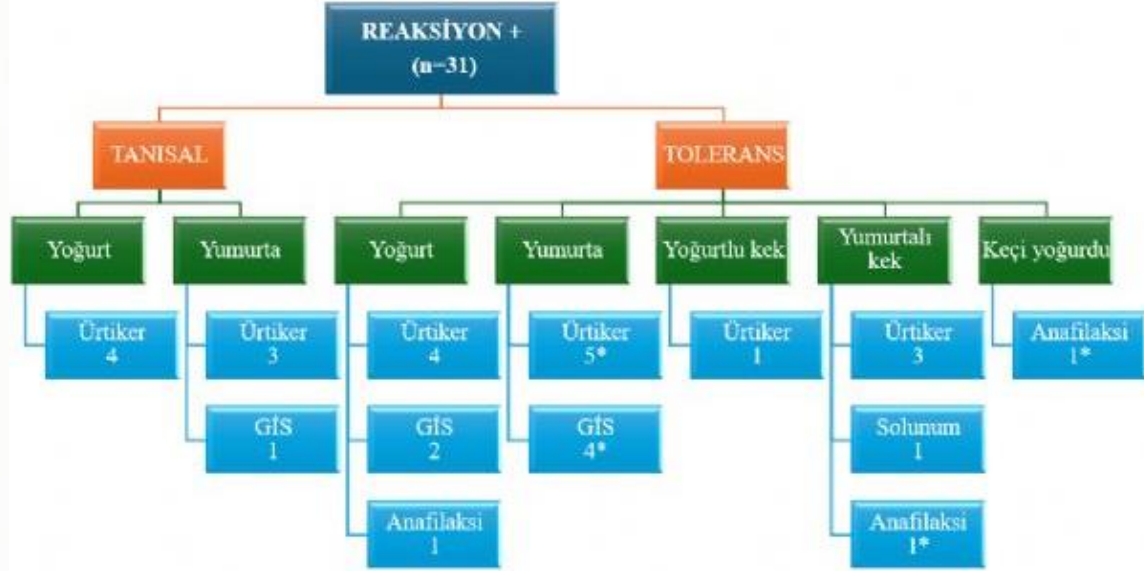 REAKSİYON +
(n=31)
TANISAL
TOLERANS
Yoğurt
Yumurta
Yoğurt
Yumurta
Yoğurtlu kek
Yumurtalı
kek
Keçi yoğurdu
Ürtiker
4
Ürtiker
3
Ürtiker
4
Ürtiker
5*
Ürtiker
1
Ürtiker
3
Anafilaksi
1*
GİS
1
GİS
2
GİS
4*
Solunum
1
Anafilaksi
1
Anafilaksi
1*